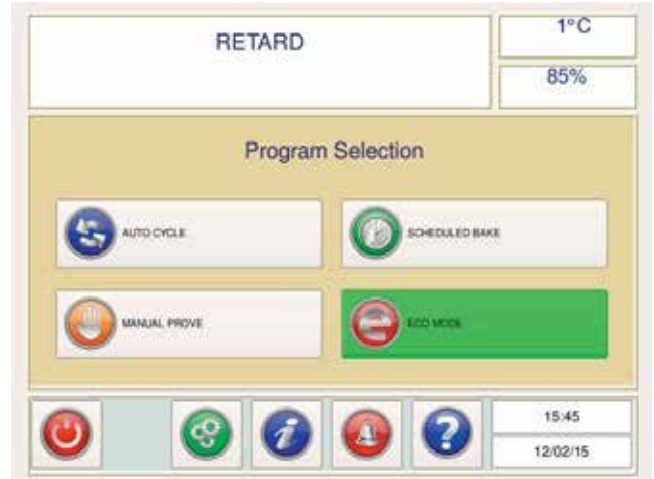 RETARD
1°C
85%
Program Selection
AUTO CYCLE
SCHEDULED BAKE
MANUAL PROVE
ECO MODE
15:45
12/02/15